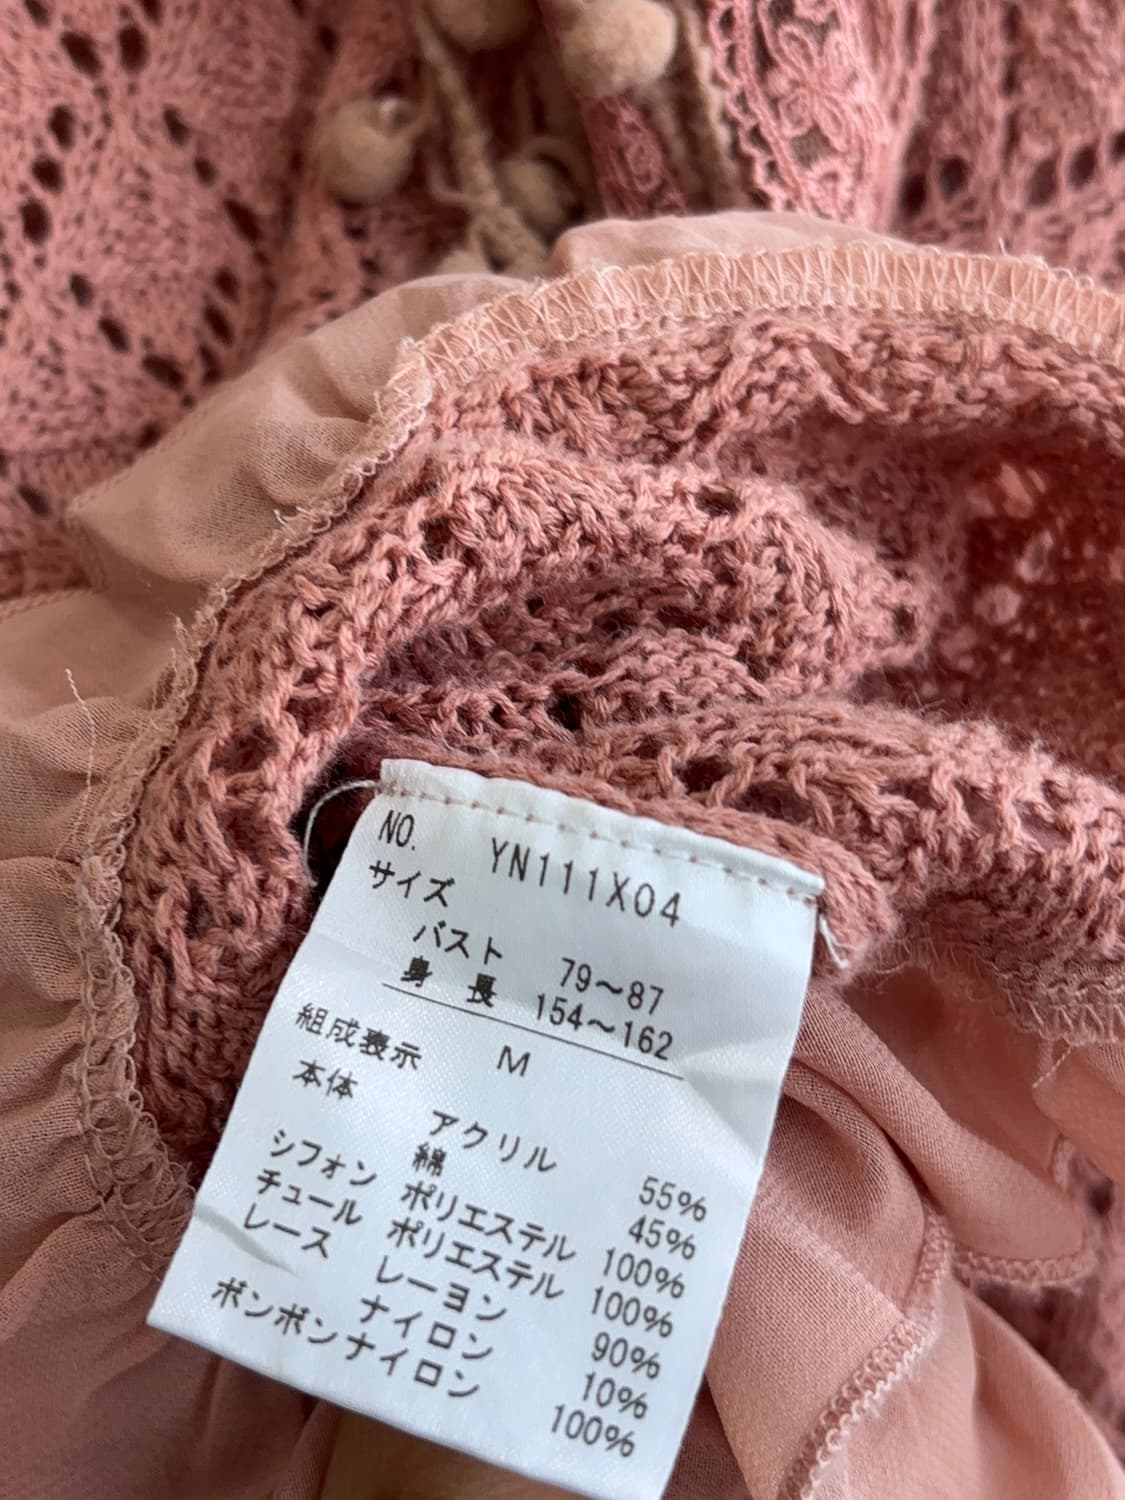 NO. YN111X04
サイズ
バスト 79～87
身長 154～162
M
組成表示
本体 アクリル 55%
綿 45%
シフォン ポリエステル 100%
チュール ポリエステル 100%
レース レーヨン 90%
ナイロン 10%
ボンボンナイロン 100%